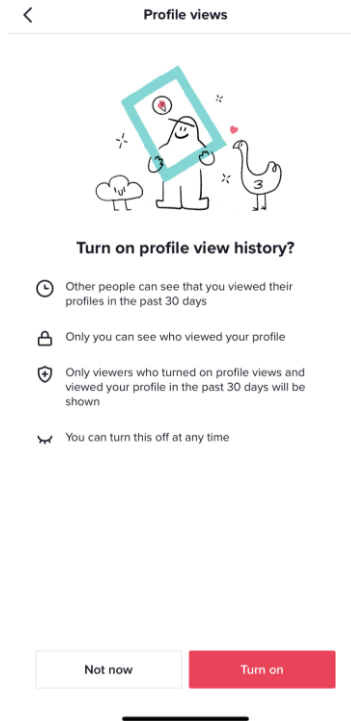 Profile views
3
Turn on profile view history?
Other people can see that you viewed their
profiles in the past 30 days
Only you can see who viewed your profile
Only viewers who turned on profile views and
viewed your profile in the past 30 days will be
shown
You can turn this off at any time
Not now
Turn on